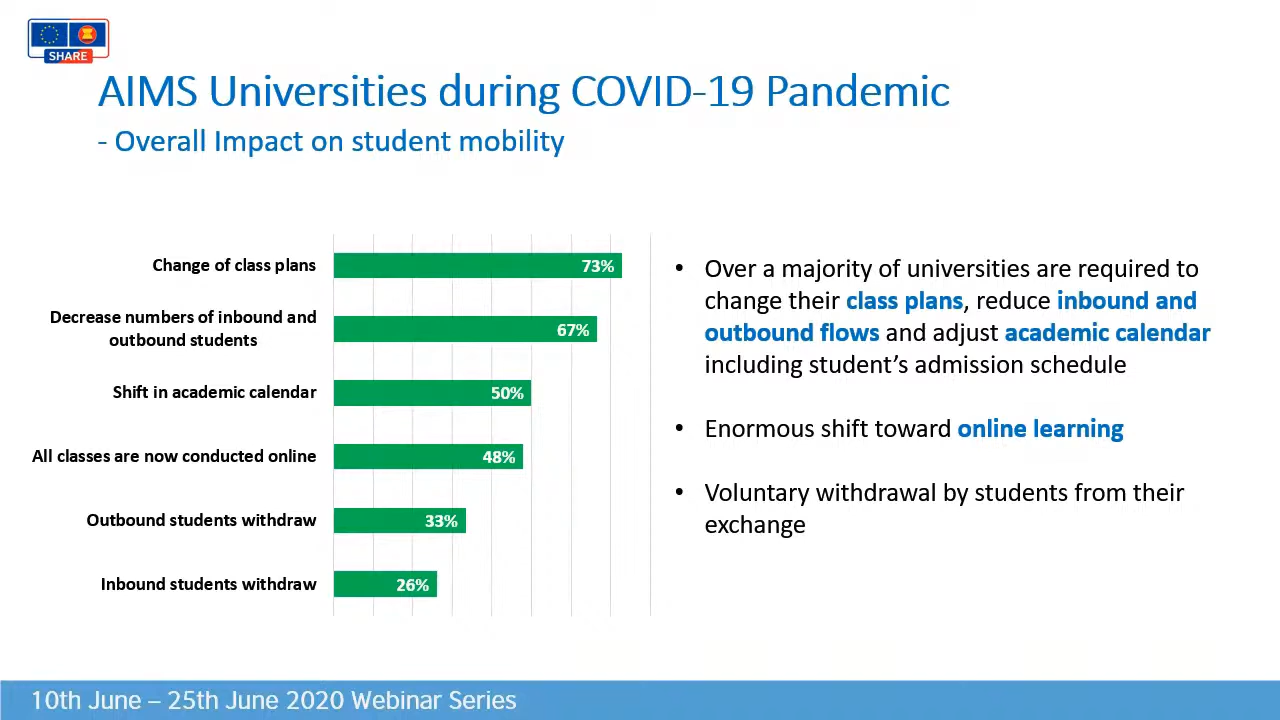 SHARE
AIMS Universities during COVID-19 Pandemic
- Overall Impact on student mobility
Change of class plans
73%
Decrease numbers of inbound and
outbound students
67%
Shift in academic calendar
50%
All classes are now conducted online
48%
Outbound students withdraw
33%
Inbound students withdraw
26%
• Over a majority of universities are required to
change their class plans, reduce inbound and
outbound flows and adjust academic calendar
including student’s admission schedule
• Enormous shift toward online learning
• Voluntary withdrawal by students from their
exchange
10th June – 25th June 2020 Webinar Series